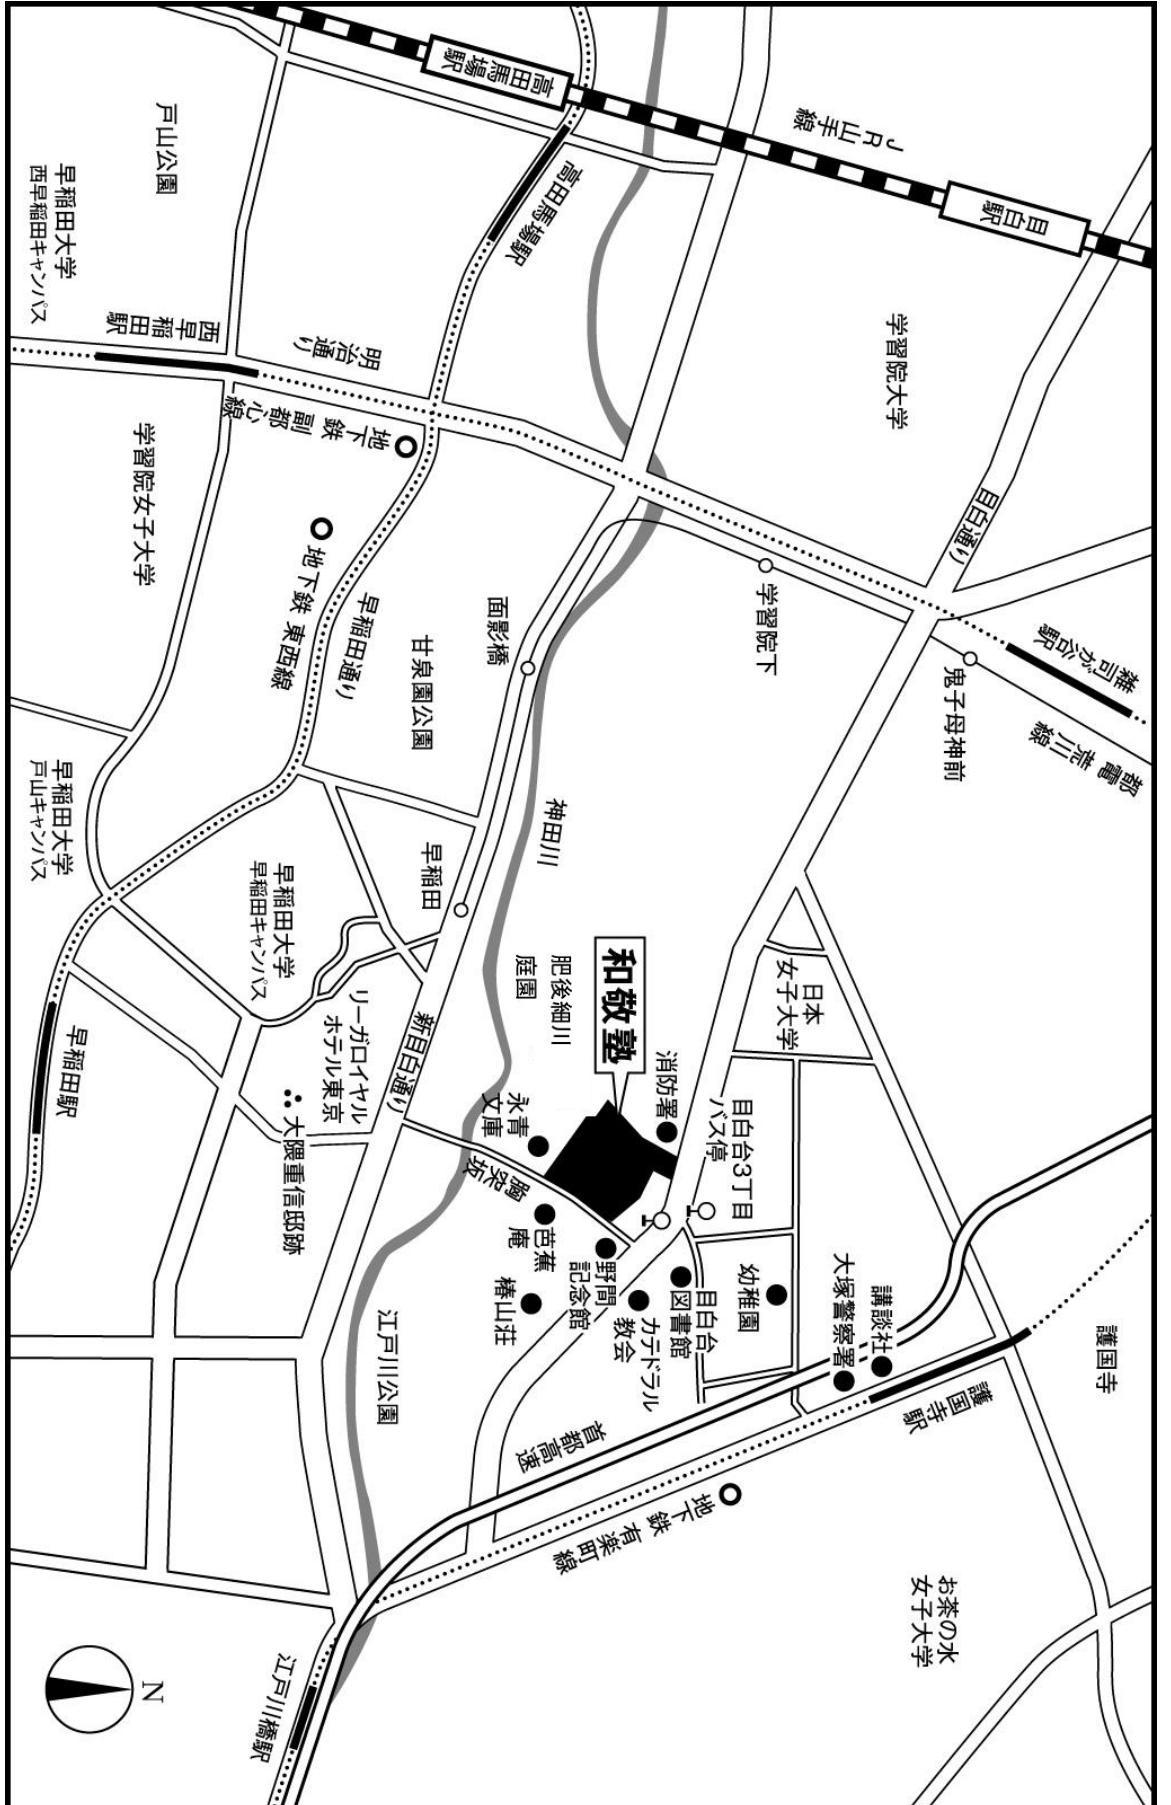 目白駅
JR山手線
高田馬場駅
高田馬場駅
戸山公園
早稲田大学
西早稲田キャンパス
西早稲田駅
明治通り
地下鉄 副都心線
学習院女子大学
学習院大学
目白通り
雑司が谷駅
都電 荒川線
鬼子母神前
学習院下
面影橋
甘泉園公園
早稲田通り
地下鉄 東西線
早稲田大学
戸山キャンパス
早稲田大学
早稲田キャンパス
早稲田
神田川
肥後細川
庭園
和敬塾
日本
女子大学
消防署
目白台3丁目
バス停
永青
文庫
胸突坂
芭蕉
庵
野間
記念館
椿山荘
カテドラル
教会
目白台
図書館
幼稚園
大塚警察署
講談社
護国寺
護国寺駅
首都高速
地下鉄 有楽町線
お茶の水
女子大学
新目白通り
リーガロイヤル
ホテル東京
大隈重信邸跡
早稲田駅
江戸川公園
江戸川橋駅
N